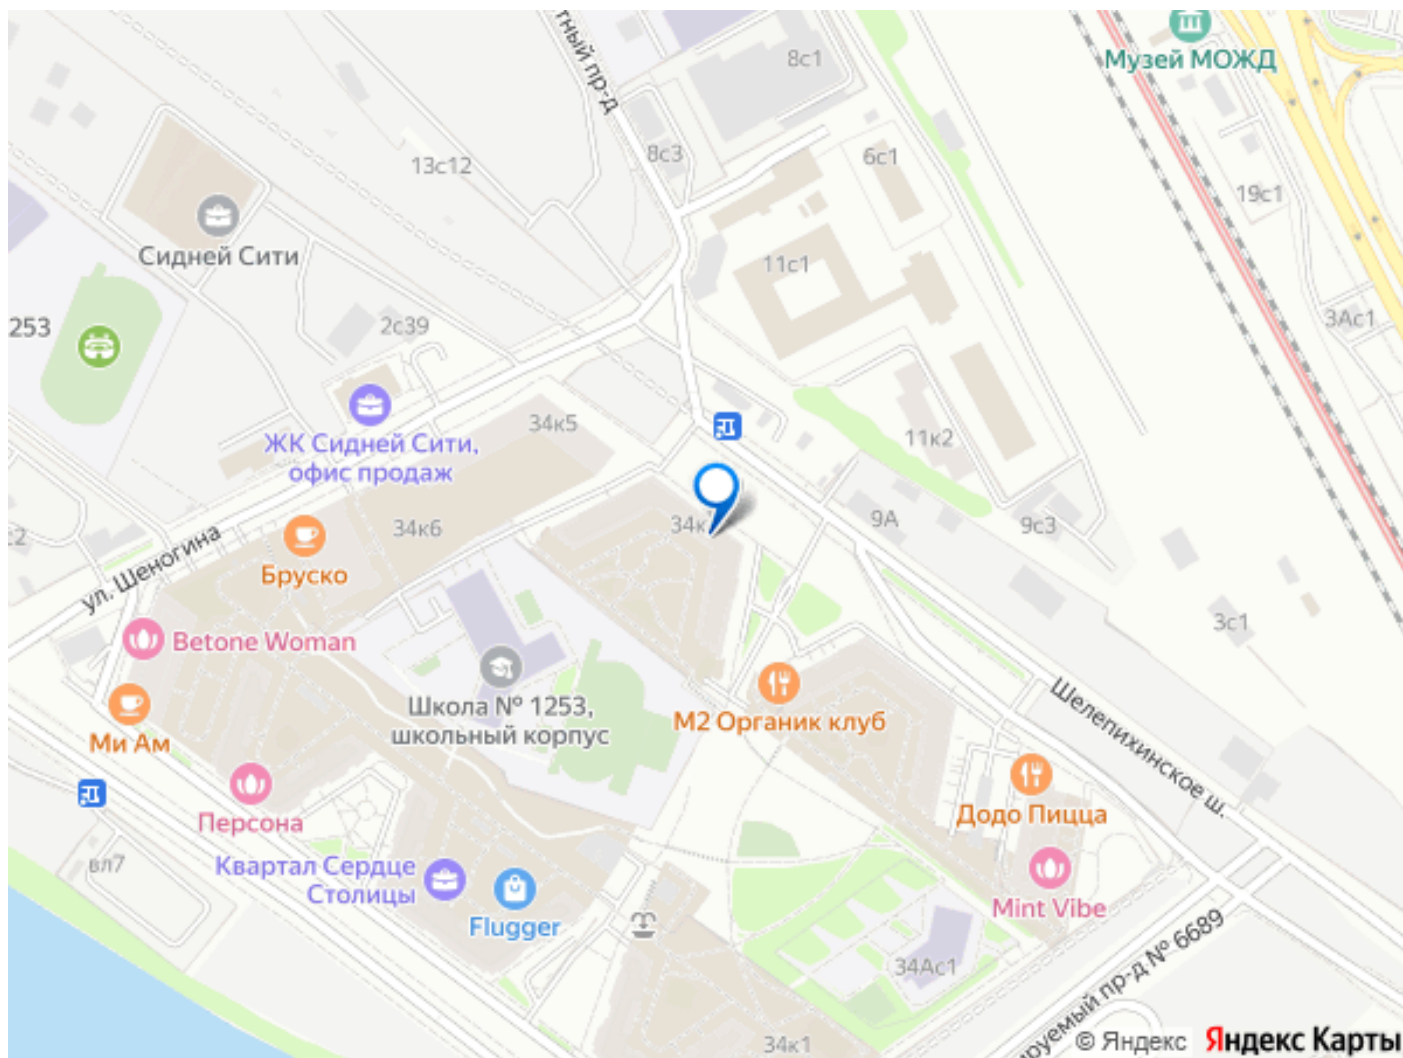 тный пр-д
8с1
Музей МОЖД
13с12
8с3
6с1
19с1
Сидней Сити
11с1
253
2с39
3Ас1
ЖК Сидней Сити,
офис продаж
34к5
11к2
34к6
34к
9А
9с3
с2
ул. Шеногина
Бруско
Betone Woman
3с1
Школа № 1253,
школьный корпус
М2 Органик клуб
Шелепихинское ш.
Ми Ам
Персона
Додо Пицца
вл7
Квартал Сердце
Столицы
Flugger
Mint Vibe
34Ас1
ируемый пр-д № 6689
34к1
© Яндекс Яндекс Карты